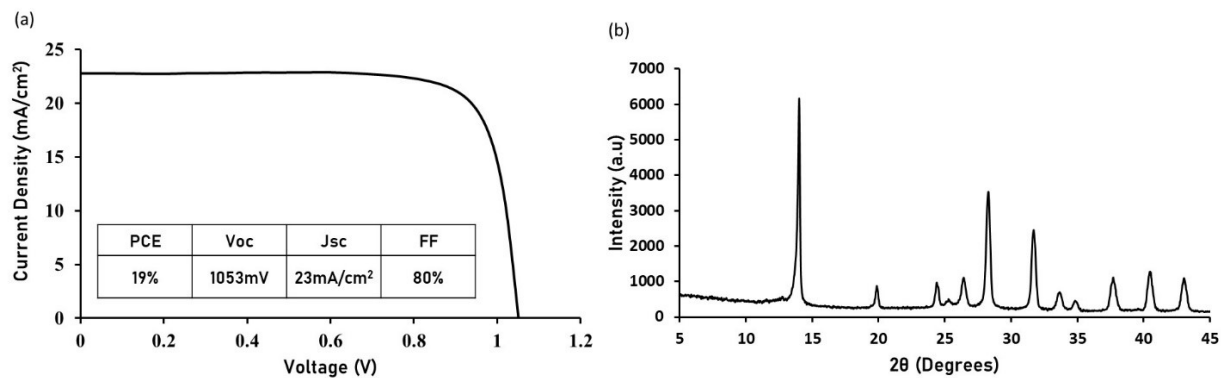 (a)
Current Density (mA/cm²)
25
20
15
10
5
0
PCE Voc Jsc FF
19% 1053mV 23mA/cm² 80%
0 0.2 0.4 0.6 0.8 1 1.2
Voltage (V)
(b)
Intensity (a.u)
7000
6000
5000
4000
3000
2000
1000
0
5 10 15 20 25 30 35 40 45
2θ (Degrees)